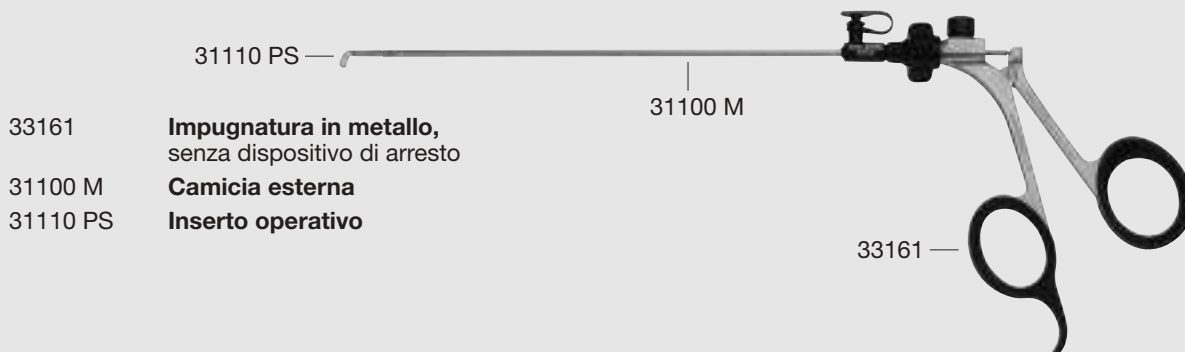 31110 PS
31100 M
33161 Impugnatura in metallo,
senza dispositivo di arresto
31100 M Camicia esterna
31110 PS Inserto operativo
33161